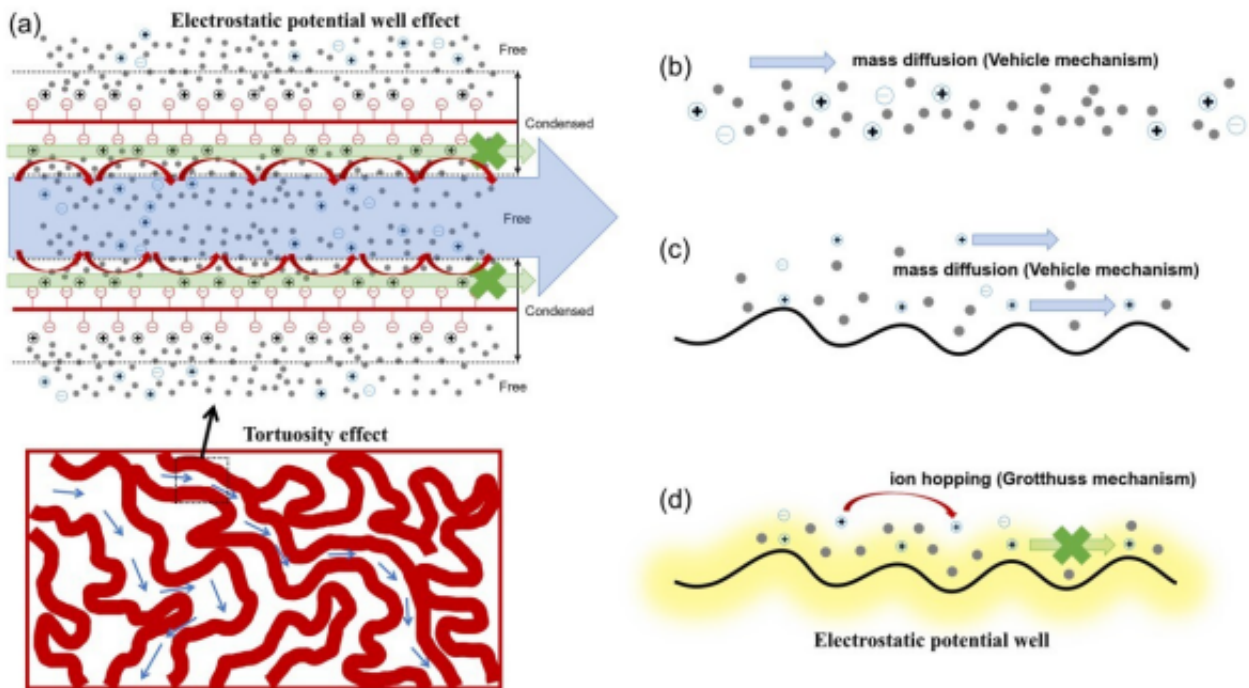 (a)
Electrostatic potential well effect
Free
Condensed
Free
Condensed
Free
Tortuosity effect
(b)
mass diffusion (Vehicle mechanism)
(c)
mass diffusion (Vehicle mechanism)
(d)
ion hopping (Grotthuss mechanism)
Electrostatic potential well